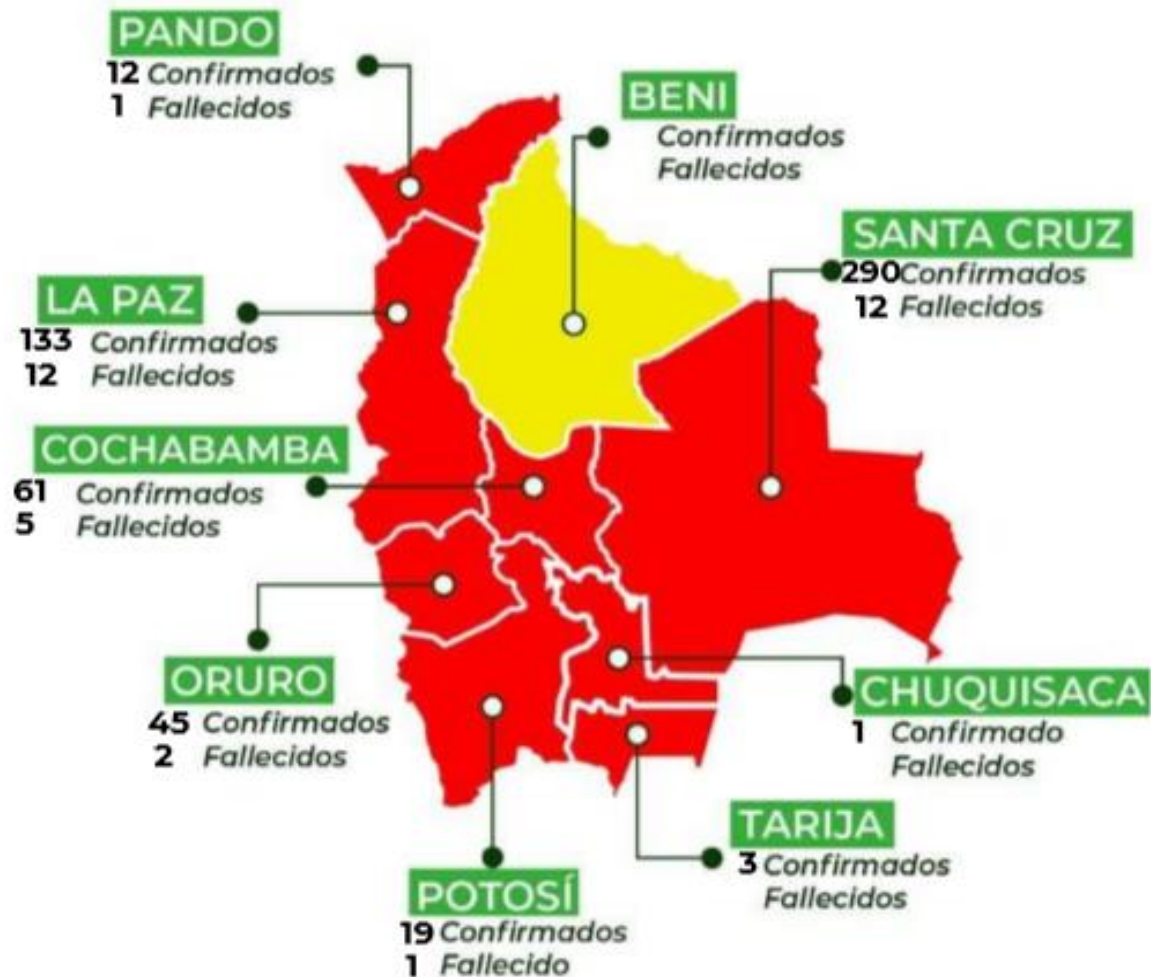 PANDO
12 Confirmados
1 Fallecidos
BENI
Confirmados
Fallecidos
SANTA CRUZ
290 Confirmados
12 Fallecidos
LA PAZ
133 Confirmados
12 Fallecidos
COCHABAMBA
61 Confirmados
5 Fallecidos
ORURO
45 Confirmados
2 Fallecidos
CHUQUISACA
1 Confirmado
Fallecidos
TARIJA
3 Confirmados
Fallecidos
POTOSÍ
19 Confirmados
1 Fallecido